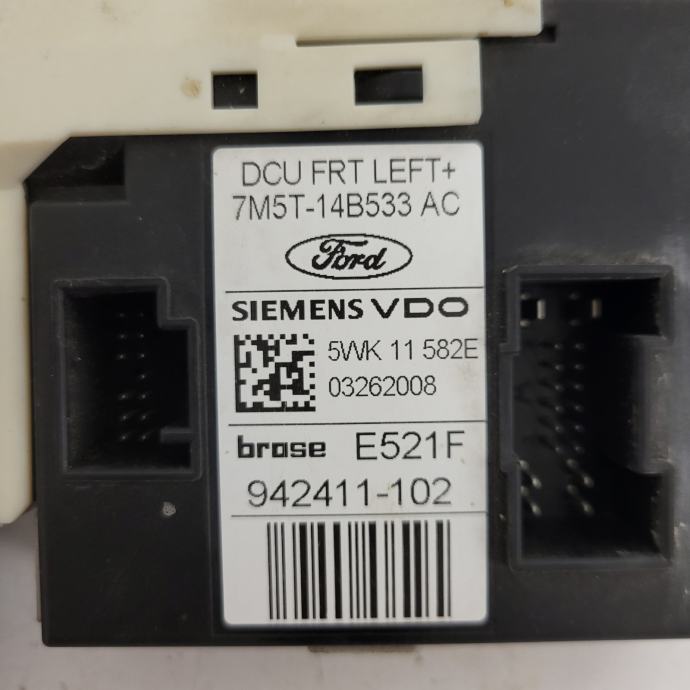 DCU FRT LEFT+
7M5T-14B533 AC
Ford
SIEMENS VDO
5WK 11 582E
03262008
brose E521F
942411-102